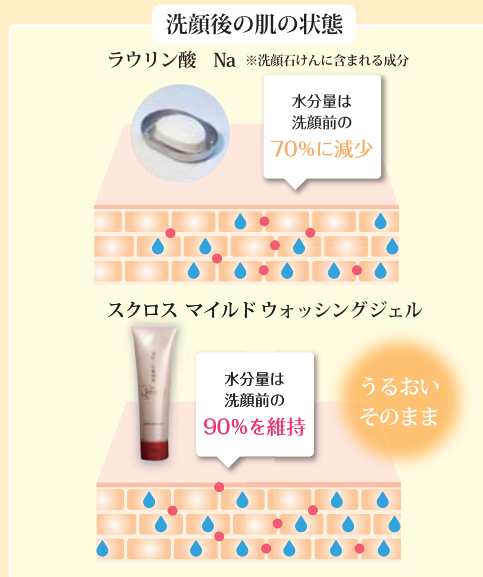 洗顔後の肌の状態
ラウリン酸 Na ※洗顔石けんに含まれる成分
水分量は
洗顔前の
70%に減少
スクロス マイルド ウォッシングジェル
水分量は
洗顔前の
90%を維持
うるおい
そのまま